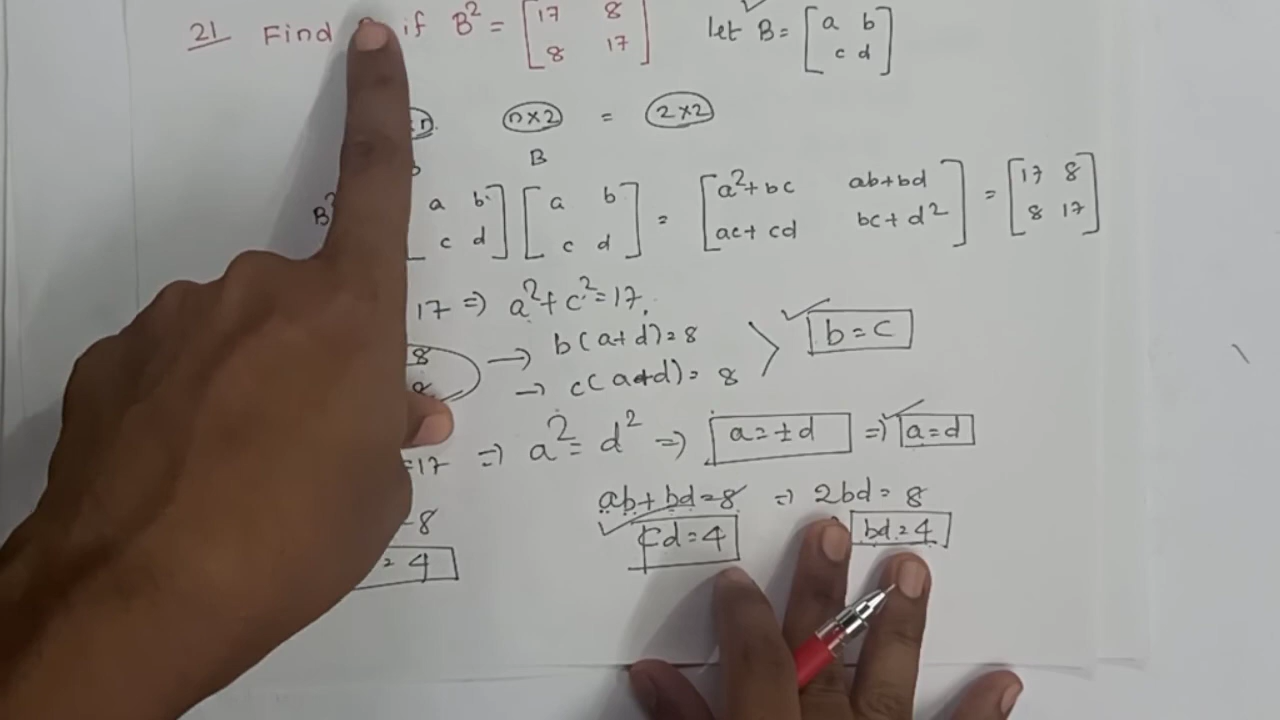 21 Find if B² = [17 8 let B = [a b
8 17] c d]
n×2 = 2×2
B
B² a b] [a b] = [a²+bc ab+bd] = [17 8]
c d] [c d] [ac+cd bc+d²] [8 17]
17 => a²+c²=17.
8 → b(a+d)=8 > b=c
→ c(a+d)=8
=17 => a²=d² => a=±d => a=d
ab+bd=8 => 2bd=8
=8 cd=4 bd=4
= 4